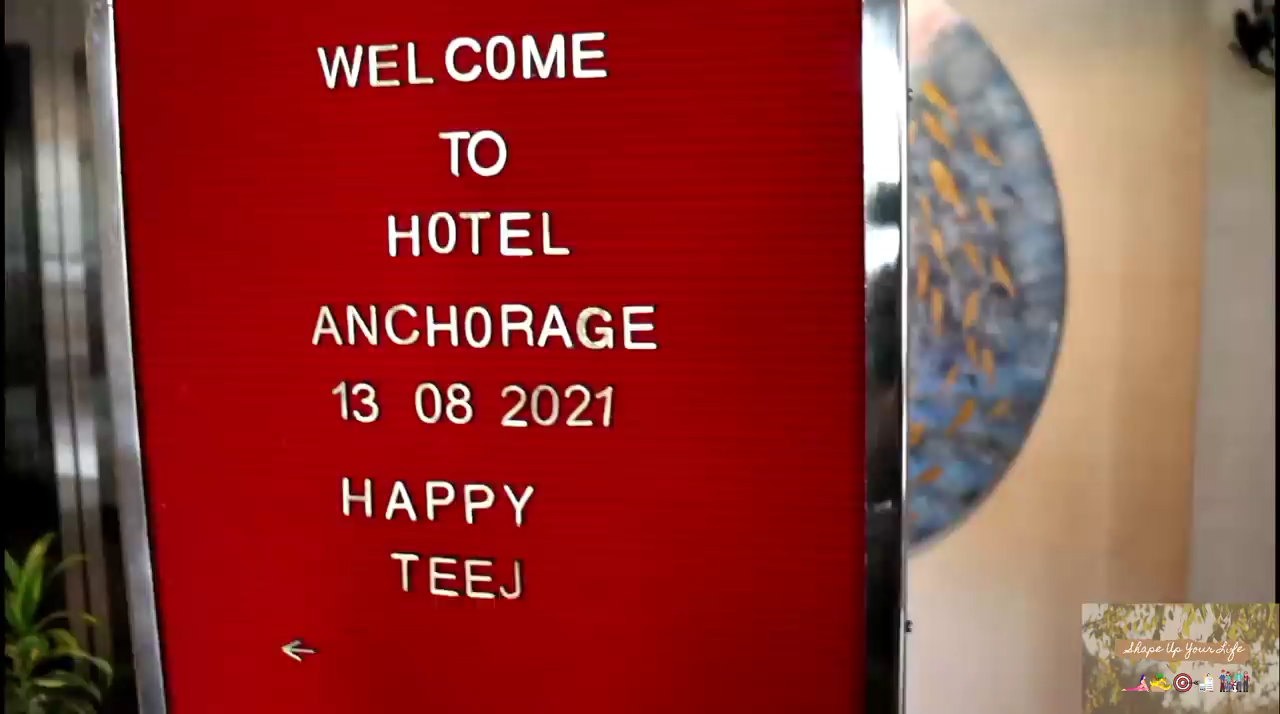 WELCOME
TO
HOTEL
ANCHORAGE
13 08 2021
HAPPY
TEEJ
Shape Up Your Life